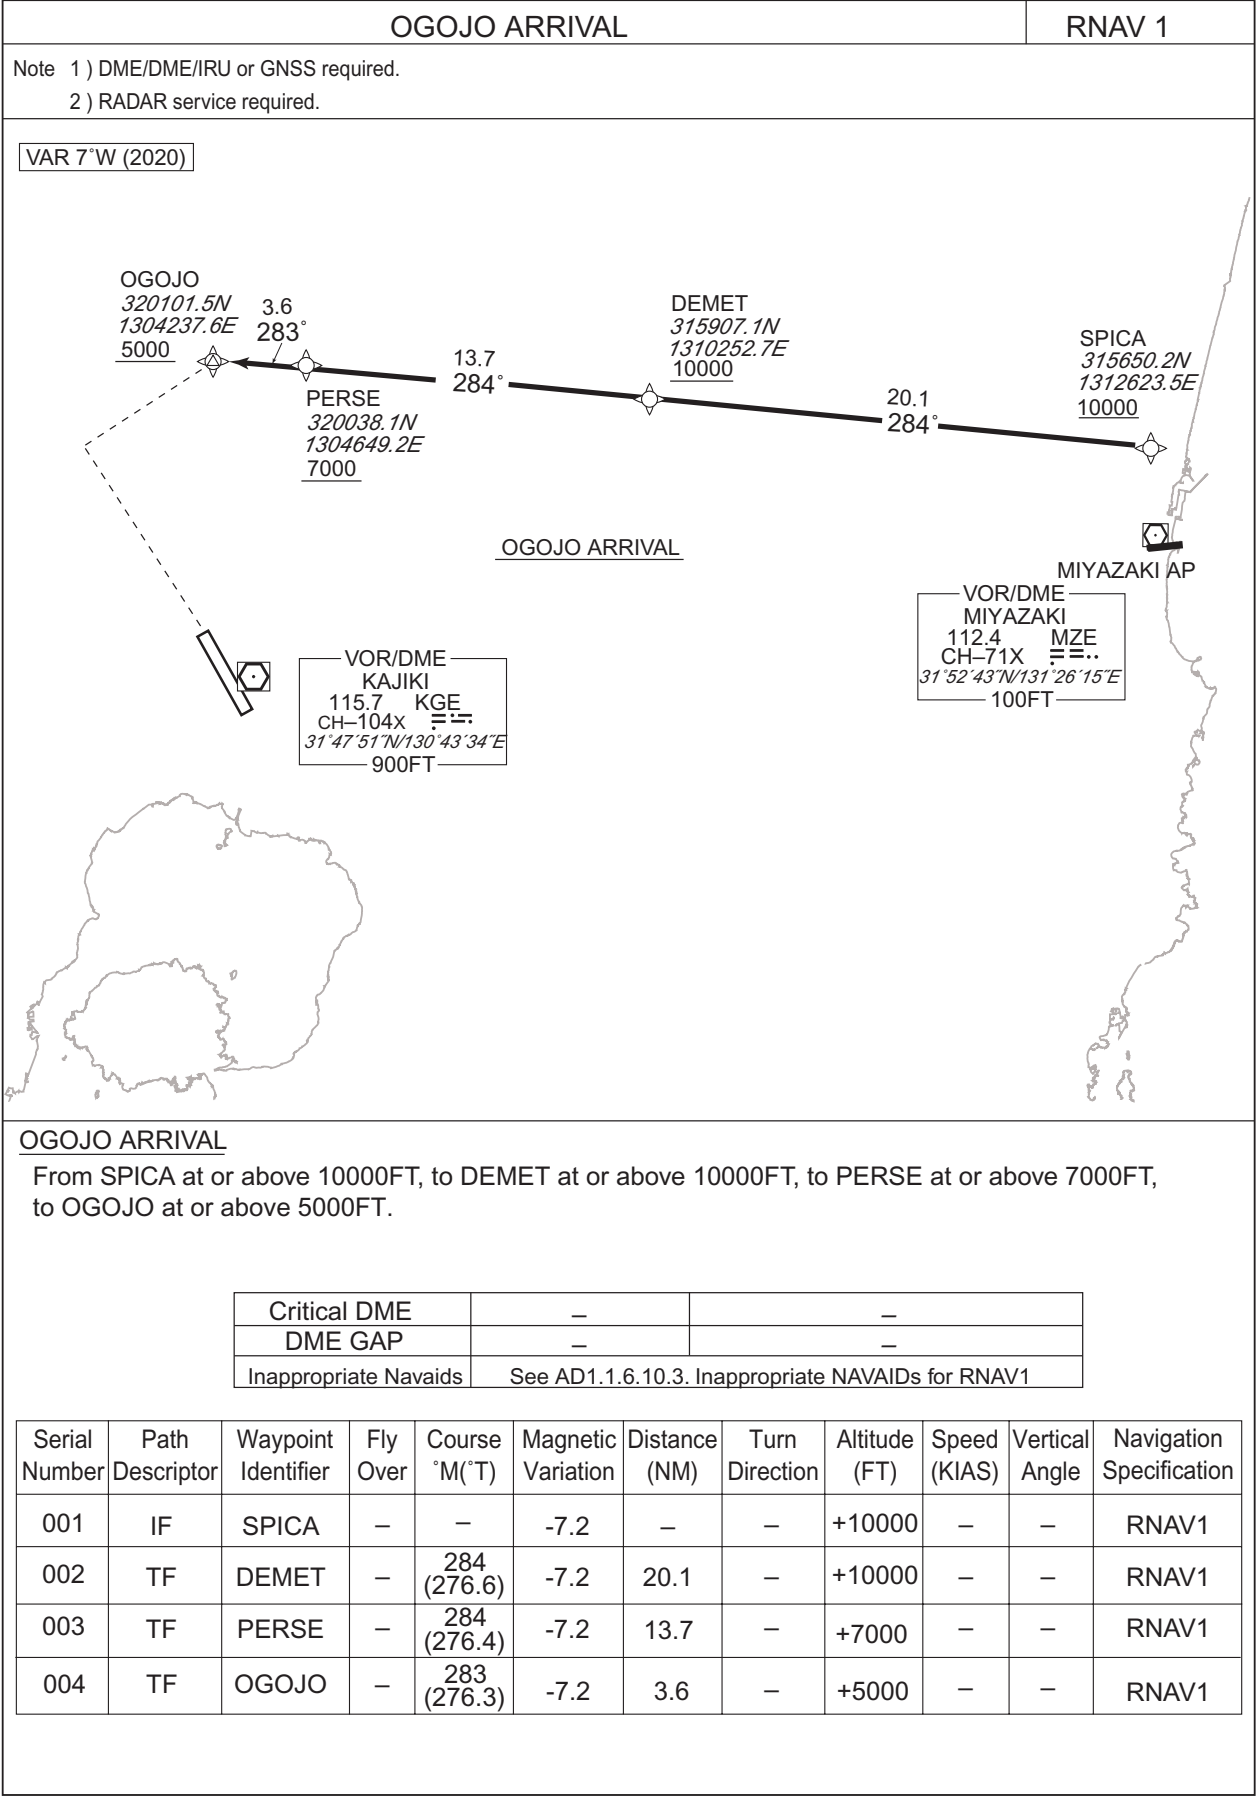 OGOJO ARRIVAL
RNAV 1
Note 1 ) DME/DME/IRU or GNSS required.
2 ) RADAR service required.
VAR 7˚W (2020)
OGOJO
320101.5N
1304237.6E
5000
3.6
283˚
PERSE
320038.1N
1304649.2E
7000
13.7
284˚
DEMET
315907.1N
1310252.7E
10000
20.1
284˚
SPICA
315650.2N
1312623.5E
10000
OGOJO ARRIVAL
MIYAZAKI AP
VOR/DME
MIYAZAKI
112.4 MZE
CH–71X
31˚52´43˝N/131˚26´15˝E
100FT
VOR/DME
KAJIKI
115.7 KGE
CH–104X
31˚47´51˝N/130˚43´34˝E
900FT
OGOJO ARRIVAL
From SPICA at or above 10000FT, to DEMET at or above 10000FT, to PERSE at or above 7000FT,
to OGOJO at or above 5000FT.
Critical DME – –
DME GAP – –
Inappropriate Navaids See AD1.1.6.10.3. Inappropriate NAVAIDs for RNAV1
Serial Path Waypoint Fly Course Magnetic Distance Turn Altitude Speed Vertical Navigation
Number Descriptor Identifier Over ˚M(˚T) Variation (NM) Direction (FT) (KIAS) Angle Specification
001 IF SPICA – – -7.2 – – +10000 – – RNAV1
002 TF DEMET – 284 (276.6) -7.2 20.1 – +10000 – – RNAV1
003 TF PERSE – 284 (276.4) -7.2 13.7 – +7000 – – RNAV1
004 TF OGOJO – 283 (276.3) -7.2 3.6 – +5000 – – RNAV1